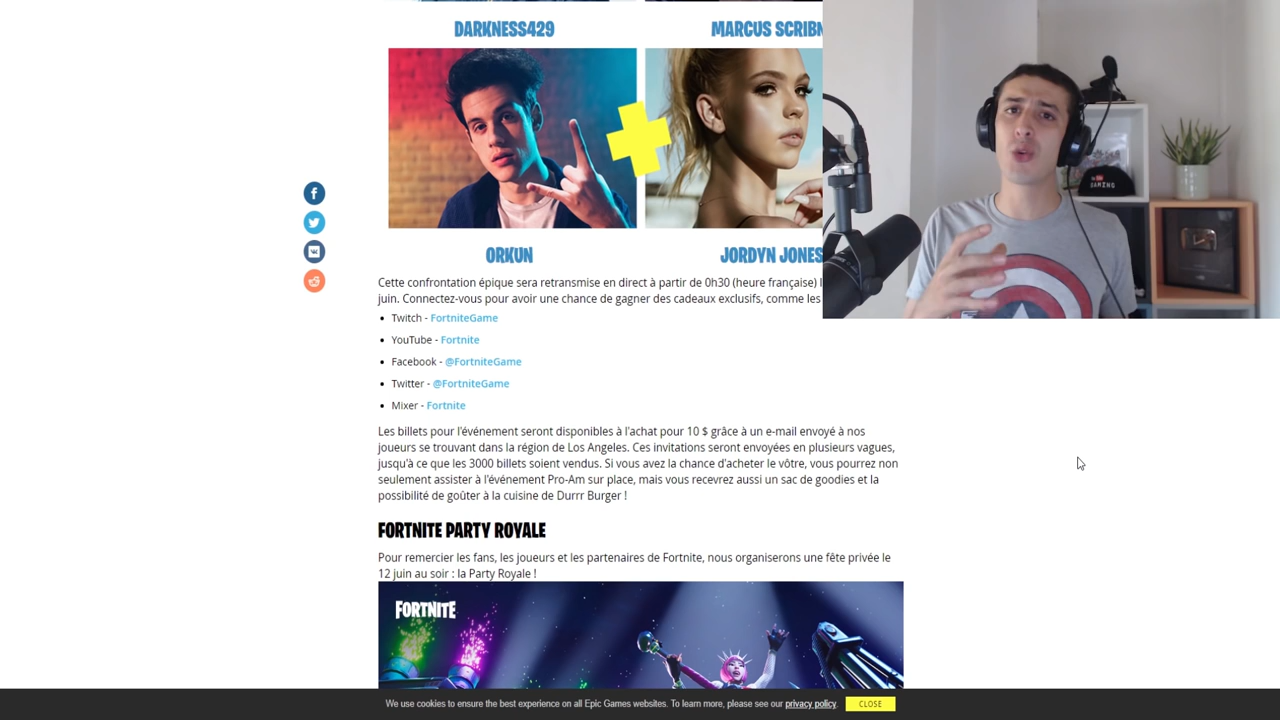 DARKNESS429
MARCUS SCRIBN
ORKUN
JORDYN JONES
Cette confrontation épique sera retransmise en direct à partir de 0h30 (heure française) l
juin. Connectez-vous pour avoir une chance de gagner des cadeaux exclusifs, comme les
• Twitch - FortniteGame
• YouTube - Fortnite
• Facebook - @FortniteGame
• Twitter - @FortniteGame
• Mixer - Fortnite
Les billets pour l'événement seront disponibles à l'achat pour 10 $ grâce à un e-mail envoyé à nos
joueurs se trouvant dans la région de Los Angeles. Ces invitations seront envoyées en plusieurs vagues,
jusqu'à ce que les 3000 billets soient vendus. Si vous avez la chance d'acheter le vôtre, vous pourrez non
seulement assister à l'événement Pro-Am sur place, mais vous recevrez aussi un sac de goodies et la
possibilité de goûter à la cuisine de Durrr Burger !
FORTNITE PARTY ROYALE
Pour remercier les fans, les joueurs et les partenaires de Fortnite, nous organiserons une fête privée le
12 juin au soir : la Party Royale !
FORTNITE
We use cookies to ensure the best experience on all Epic Games websites. To learn more, please see our privacy policy.
CLOSE
GAMING